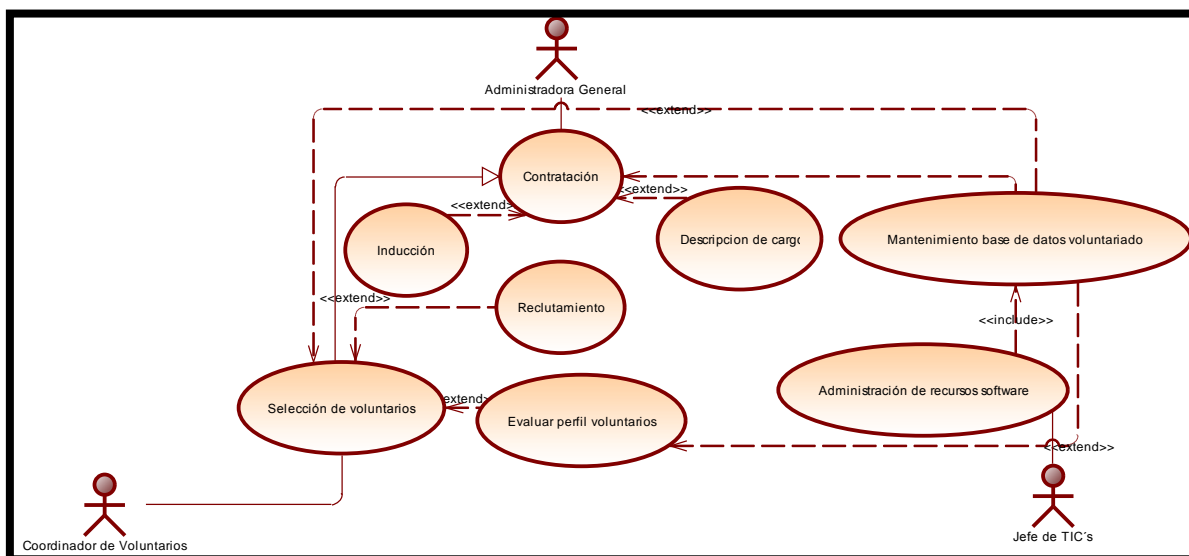 Administradora General
<<extend>>
Contratación
<<extend>>
<<extend>
Inducción
Descripcion de cargo
Mantenimiento base de datos voluntariado
<<extend>>
Reclutamiento
<<include>>
Selección de voluntarios
extend>
Evaluar perfil voluntarios
Administración de recursos software
<<extend>>
Coordinador de Voluntarios
Jefe de TIC´s